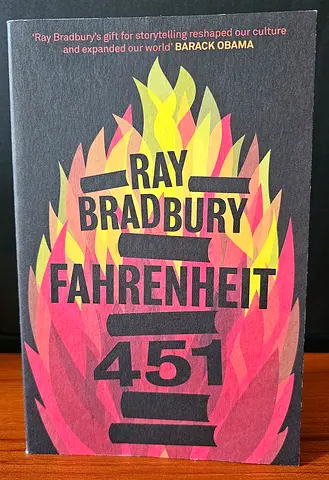 ‘Ray Bradbury’s gift for storytelling reshaped our culture
and expanded our world’ BARACK OBAMA
RAY
BRADBURY
FAHRENHEIT
451